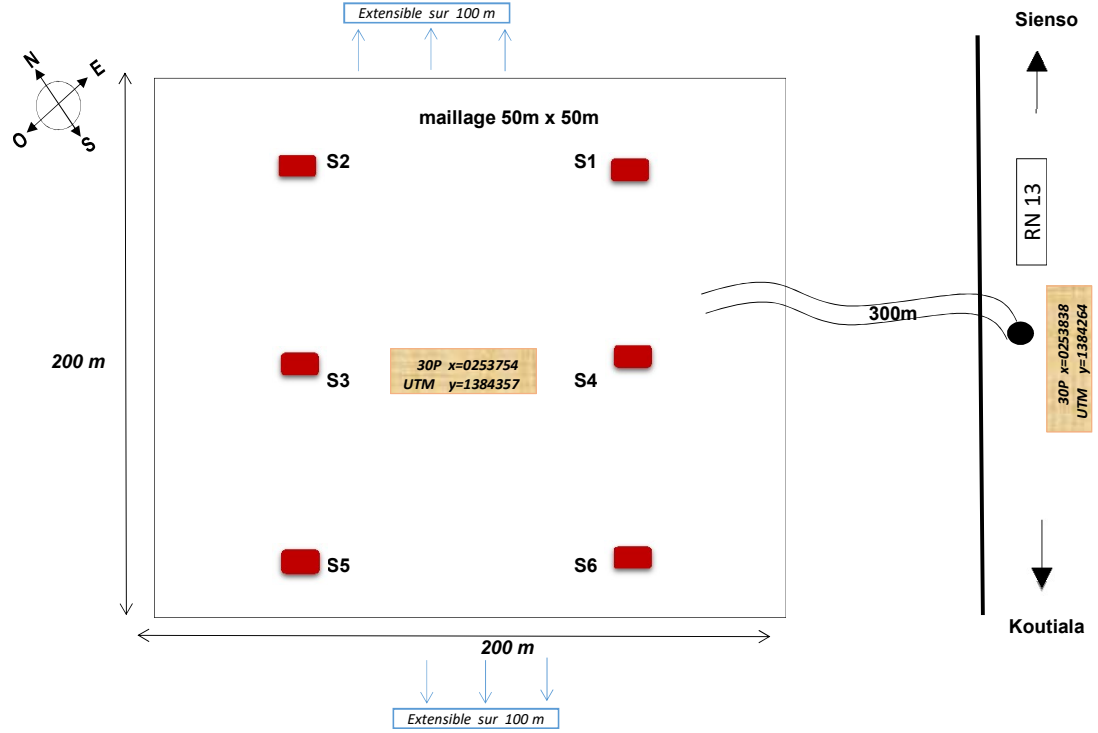 Extensible sur 100 m
Sienso
N
E
O
S
maillage 50m x 50m
S2
S1
RN 13
300m
200 m
30P x=0253754
UTM y=1384357
S3
S4
30P x=0253838
UTM y=1384264
S5
S6
Koutiala
200 m
Extensible sur 100 m